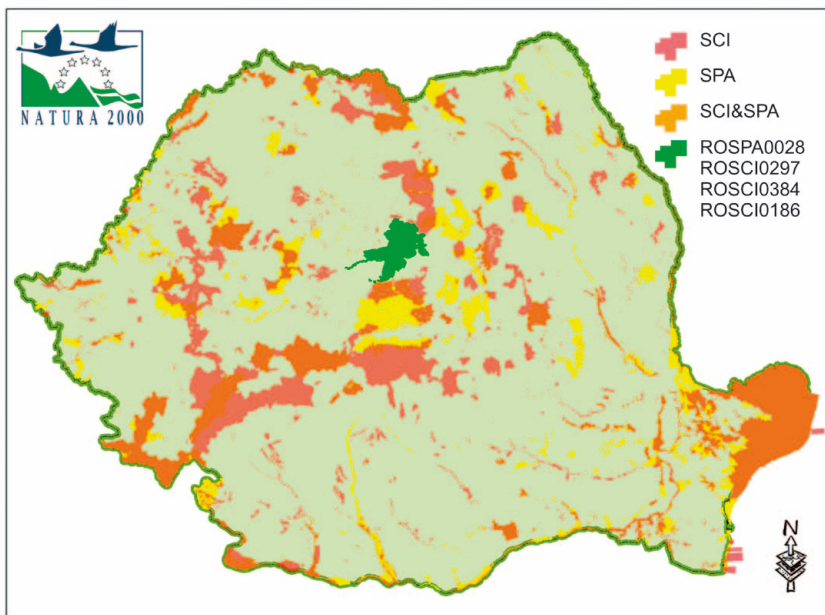 NATURA 2000
SCI
SPA
SCI&SPA
ROSPA0028
ROSCI0297
ROSCI0384
ROSCI0186
N